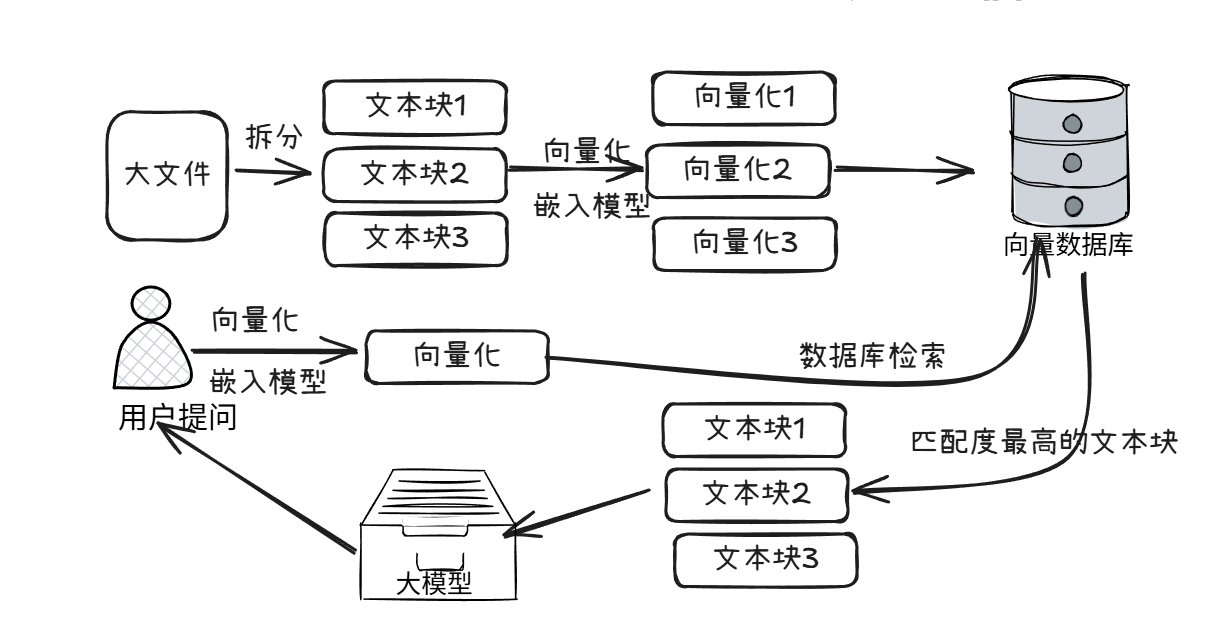 大文件
拆分
文本块1
文本块2
文本块3
向量化
嵌入模型
向量化1
向量化2
向量化3
向量数据库
用户提问
向量化
嵌入模型
向量化
数据库检索
匹配度最高的文本块
文本块1
文本块2
文本块3
大模型